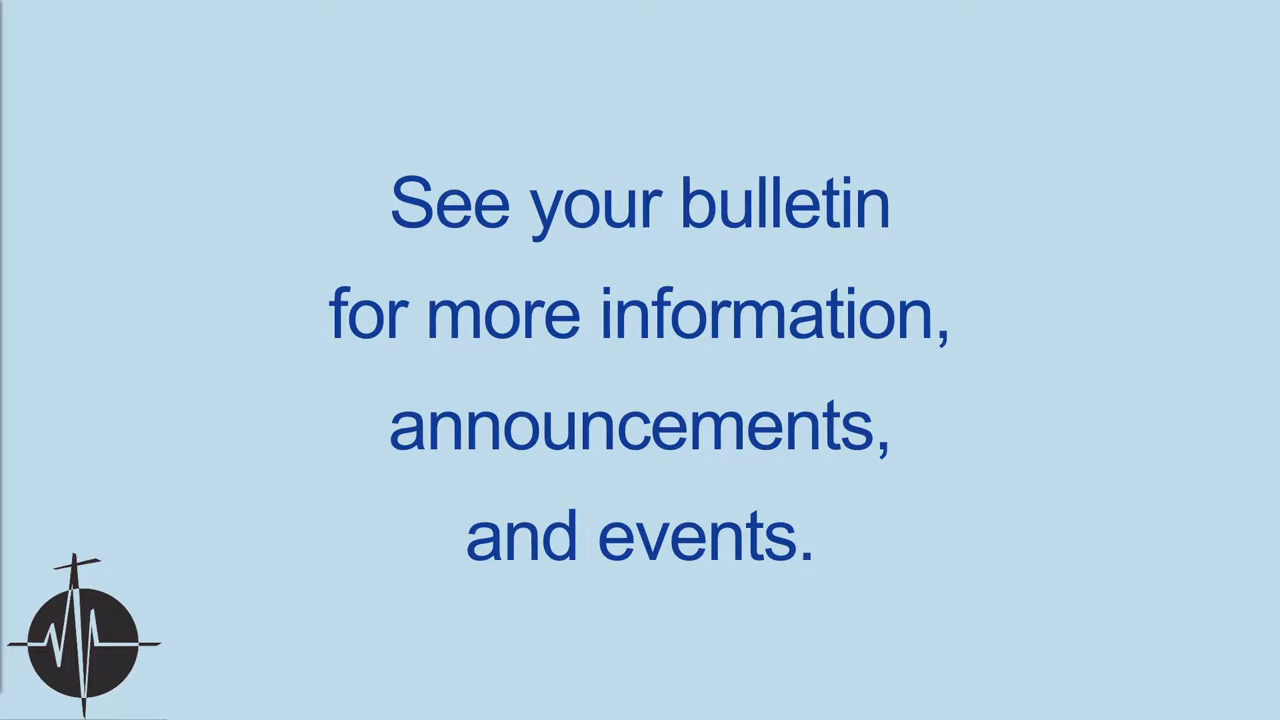 See your bulletin
for more information,
announcements,
and events.